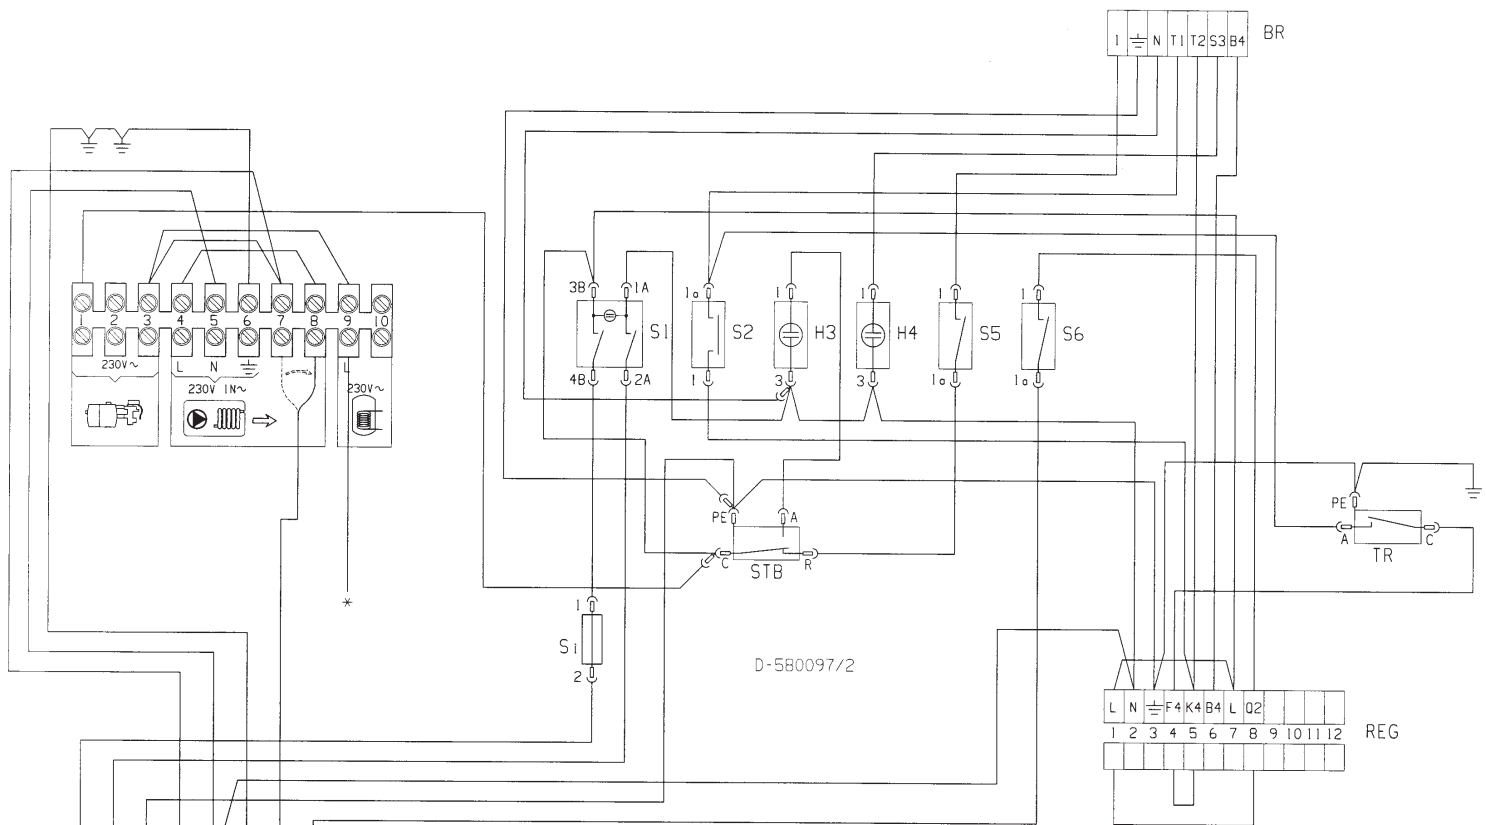 1 ⏚ N T1 T2 S3 B4 BR
3B 1A 1a 1 1 1 1
S1 S2 H3 H4 S5 S6
4B 2A 1 3 3 1a 1a
1 2 3 4 5 6 7 8 9 10
230V~ L N ⏚ L
230V IN~ 230V~
PE A
C STB R
PE
A TR C
*
1
Si
2
D-580097/2
L N ⏚ F4 K4 B4 L Q2
1 2 3 4 5 6 7 8 9 10 11 12 REG